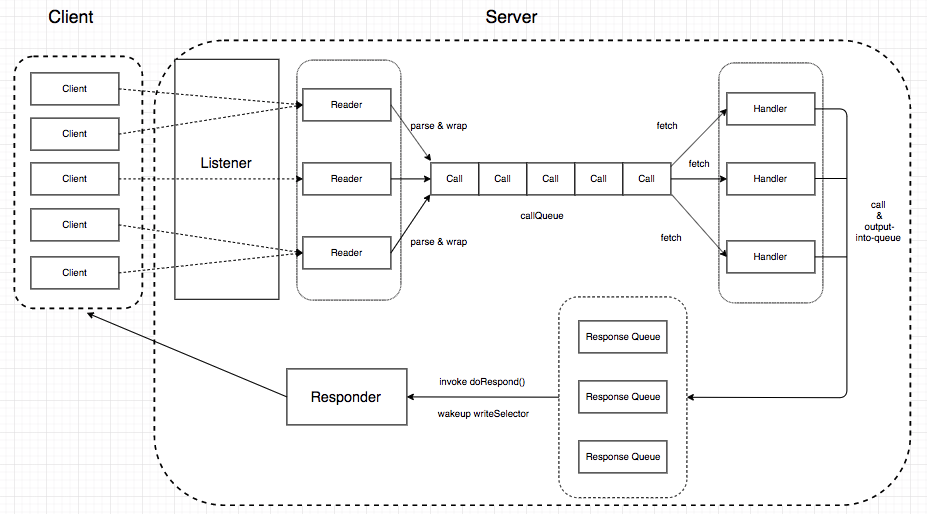 Client
Server
Client
Client
Client
Client
Client
Listener
Reader
Reader
Reader
parse & wrap
parse & wrap
Call
Call
Call
Call
Call
callQueue
fetch
fetch
fetch
Handler
Handler
Handler
call
&
output-
into-queue
Response Queue
Response Queue
Response Queue
invoke doRespond()
wakeup writeSelector
Responder